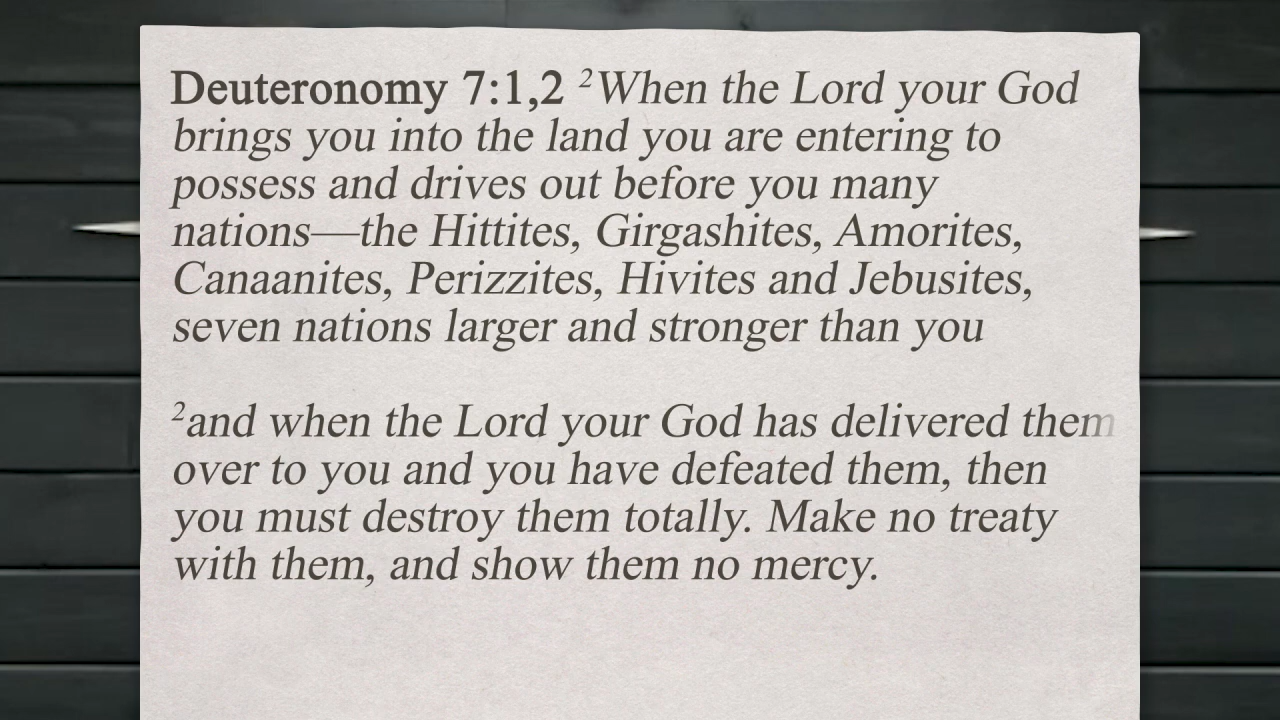 Deuteronomy 7:1,2 ²When the Lord your God
brings you into the land you are entering to
possess and drives out before you many
nations—the Hittites, Girgashites, Amorites,
Canaanites, Perizzites, Hivites and Jebusites,
seven nations larger and stronger than you
²and when the Lord your God has delivered them
over to you and you have defeated them, then
you must destroy them totally. Make no treaty
with them, and show them no mercy.